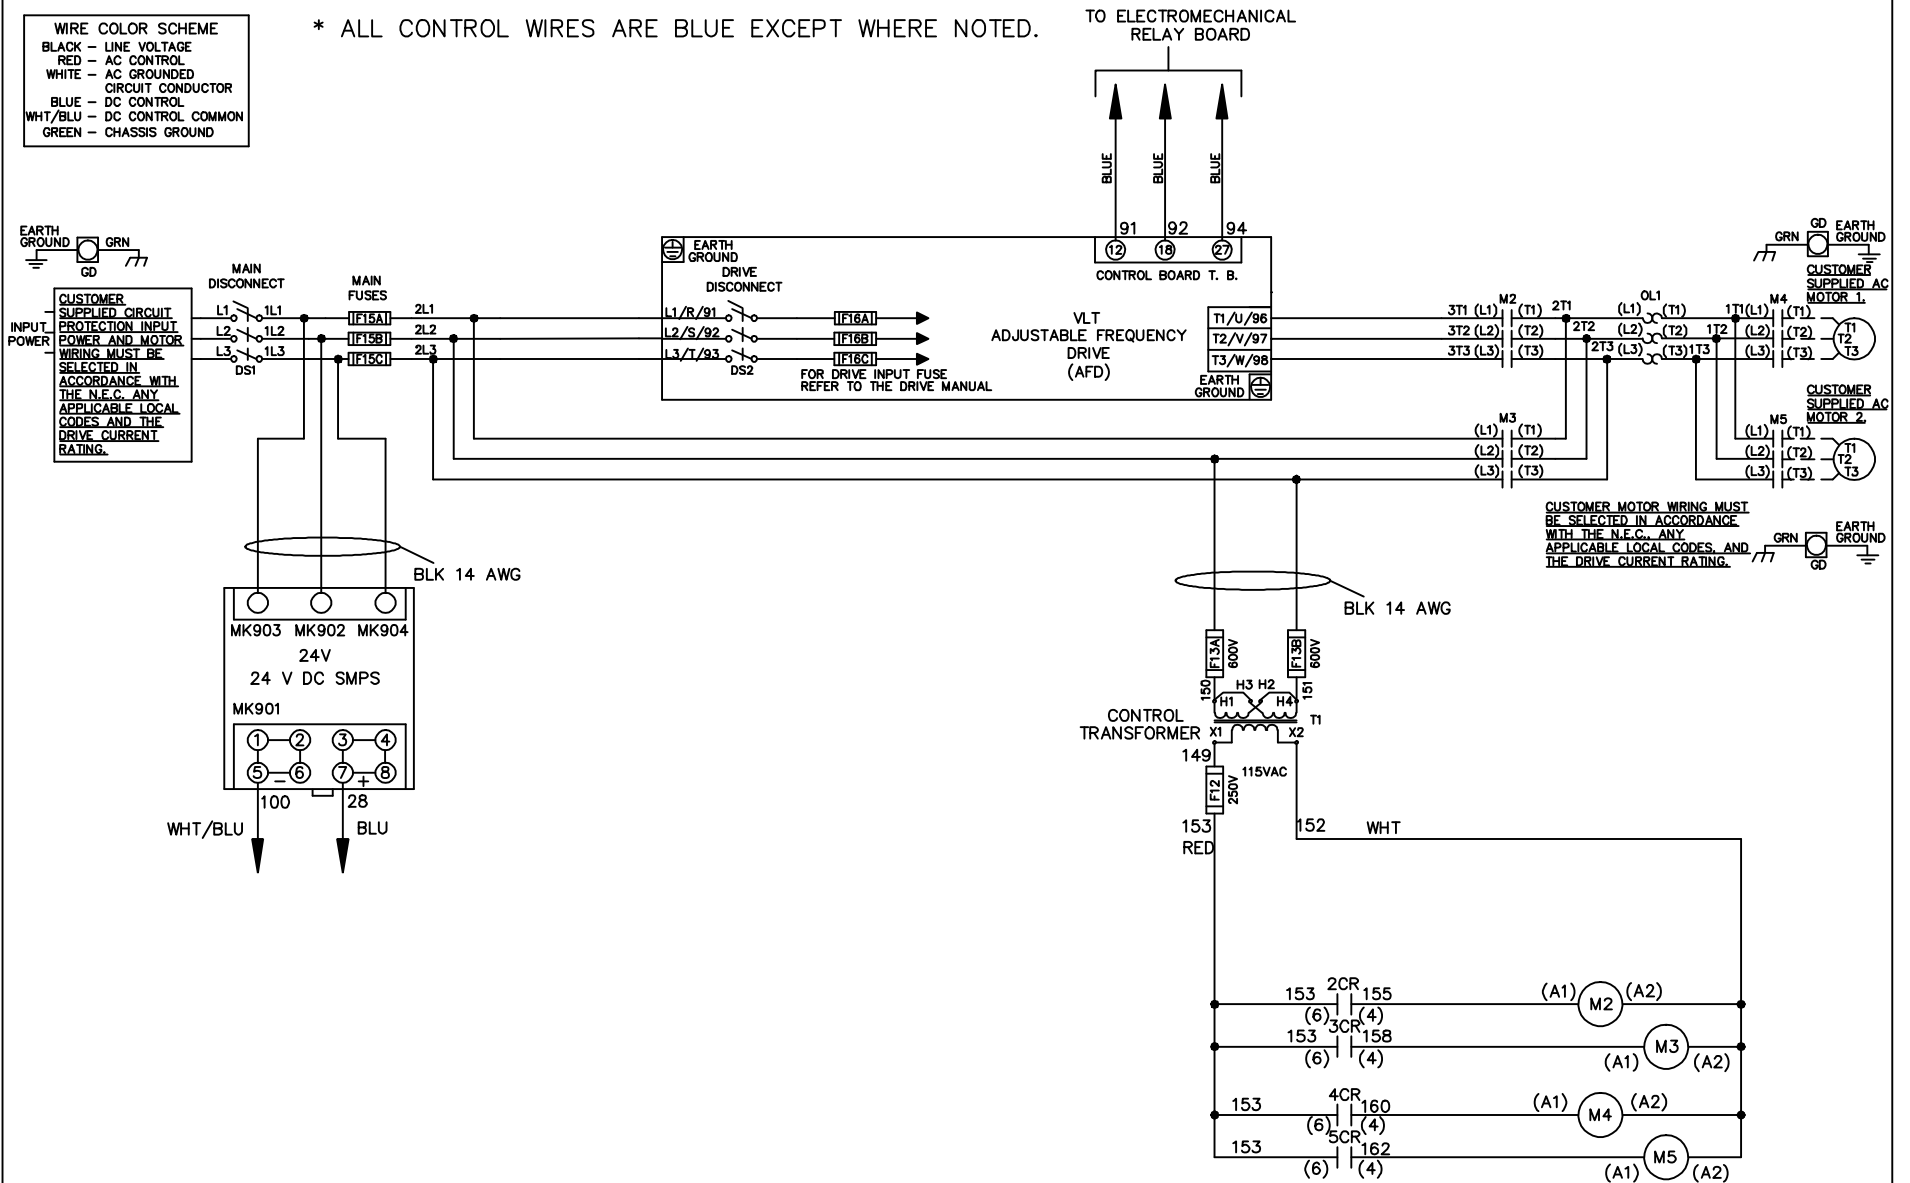 WIRE COLOR SCHEME
BLACK – LINE VOLTAGE
RED – AC CONTROL
WHITE – AC GROUNDED
CIRCUIT CONDUCTOR
BLUE – DC CONTROL
WHT/BLU – DC CONTROL COMMON
GREEN – CHASSIS GROUND
* ALL CONTROL WIRES ARE BLUE EXCEPT WHERE NOTED.
TO ELECTROMECHANICAL
RELAY BOARD
BLUE
BLUE
BLUE
91 92 94
12 18 27
CONTROL BOARD T. B.
EARTH
GROUND
GRN
GD
INPUT
POWER
CUSTOMER
SUPPLIED CIRCUIT
PROTECTION INPUT
POWER AND MOTOR
WIRING MUST BE
SELECTED IN
ACCORDANCE WITH
THE N.E.C. ANY
APPLICABLE LOCAL
CODES AND THE
DRIVE CURRENT
RATING.
MAIN
DISCONNECT
L1 1L1
L2 1L2
L3 1L3
DS1
MAIN
FUSES
F15A 2L1
F15B 2L2
F15C 2L3
EARTH
GROUND
DRIVE
DISCONNECT
L1/R/91
L2/S/92
L3/T/93
DS2
F16A
F16B
F16C
FOR DRIVE INPUT FUSE
REFER TO THE DRIVE MANUAL
VLT
ADJUSTABLE FREQUENCY
DRIVE
(AFD)
T1/U/96
T2/V/97
T3/W/98
EARTH
GROUND
M2
3T1 (L1) (T1) 2T1
3T2 (L2) (T2) 2T2
3T3 (L3) (T3) 2T3
OL1
(L1) (T1) 1T1
(L2) (T2) 1T2
(L3) (T3) 1T3
M4
(L1) (T1)
(L2) (T2)
(L3) (T3)
T1
T2
T3
GD
EARTH
GROUND
GRN
CUSTOMER
SUPPLIED AC
MOTOR 1.
M3
(L1) (T1)
(L2) (T2)
(L3) (T3)
CUSTOMER
SUPPLIED AC
MOTOR 2.
M5
(L1) (T1)
(L2) (T2)
(L3) (T3)
T1
T2
T3
CUSTOMER MOTOR WIRING MUST
BE SELECTED IN ACCORDANCE
WITH THE N.E.C., ANY
APPLICABLE LOCAL CODES, AND
THE DRIVE CURRENT RATING.
GRN
EARTH
GROUND
GD
BLK 14 AWG
MK903 MK902 MK904
24V
24 V DC SMPS
MK901
1 2 3 4
5 6 7 8
– +
100 28
WHT/BLU BLU
BLK 14 AWG
F13A 600V
F13B 600V
150 151
H3 H2
H1 H4
T1
CONTROL
TRANSFORMER
X1 X2
149
115VAC
F12 250V
153
RED
152 WHT
2CR
153 155 (A1) M2 (A2)
(6) (4)
3CR
153 158 M3
(6) (4) (A1) (A2)
4CR
153 160 (A1) M4 (A2)
(6) (4)
5CR
153 162 M5
(6) (4) (A1) (A2)